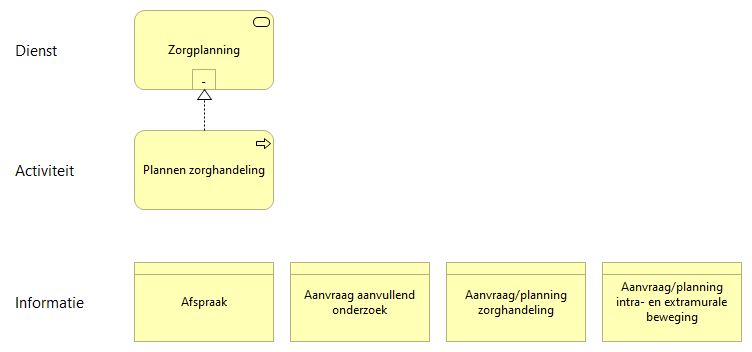 Dienst
Zorgplanning
-
Activiteit
Plannen zorghandeling
Informatie
Afspraak
Aanvraag aanvullend
onderzoek
Aanvraag/planning
zorghandeling
Aanvraag/planning
intra- en extramurale
beweging